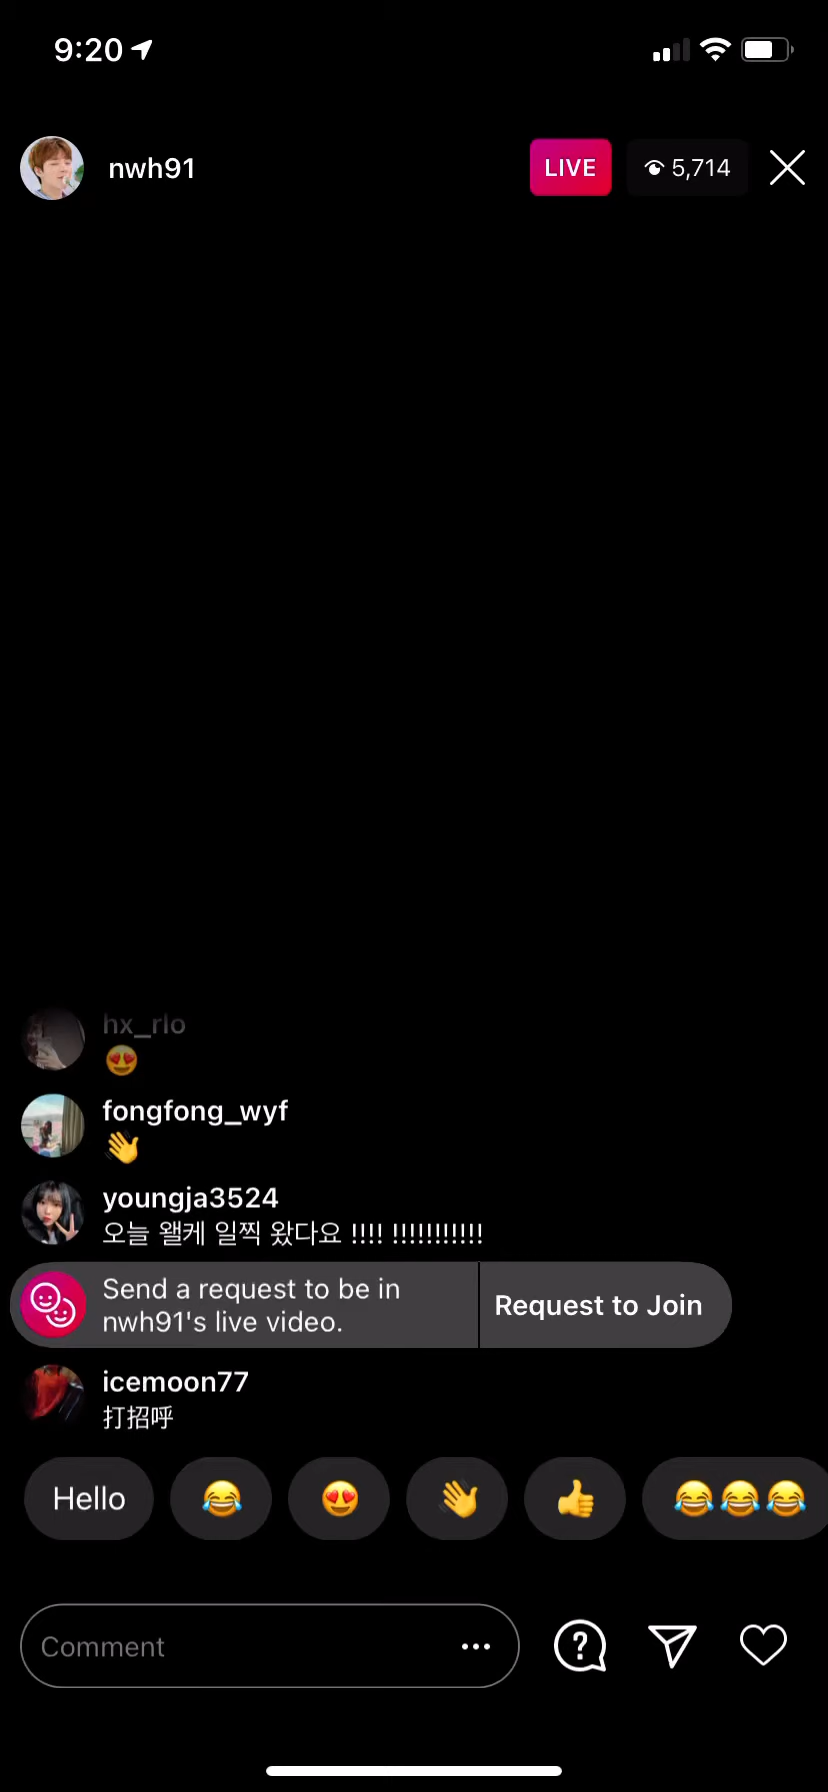 9:20
nwh91
LIVE
5,714
hx_rlo
😍
fongfong_wyf
👋
youngja3524
오늘 왤케 일찍 왔다요 !!!! !!!!!!!!!!!
Send a request to be in
nwh91's live video.
Request to Join
icemoon77
打招呼
Hello 😂 😍 👋 👍 😂😂😂
Comment